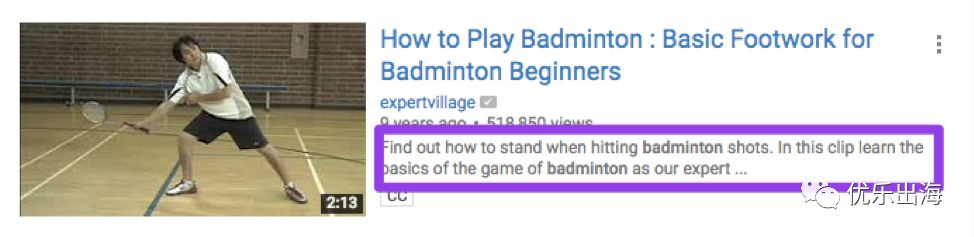 How to Play Badminton : Basic Footwork for
Badminton Beginners
expertvillage
9 years ago • 518,850 views
Find out how to stand when hitting badminton shots. In this clip learn the
basics of the game of badminton as our expert ...
CC
2:13
优乐出海